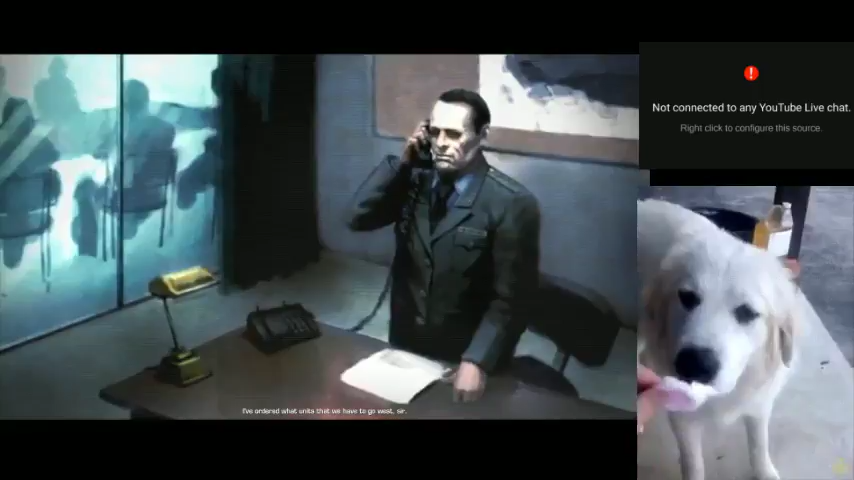 Not connected to any YouTube Live chat.
Right click to configure this source.
I've ordered what units that we have to go west, sir.